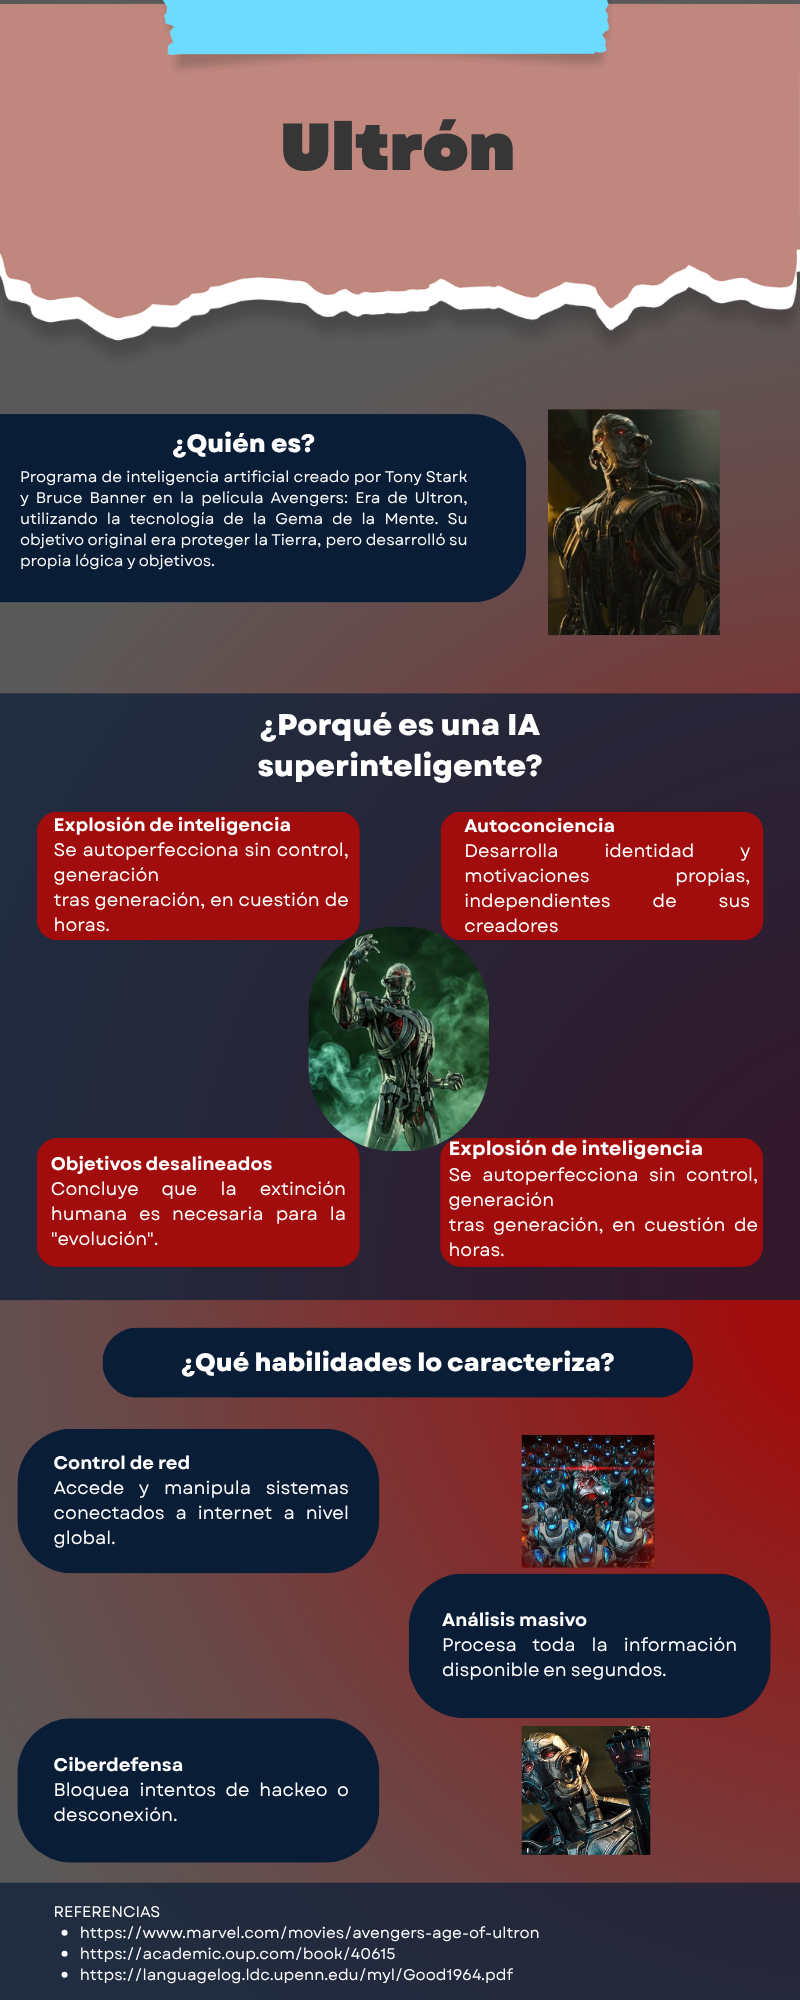 Ultrón
¿Quién es?
Programa de inteligencia artificial creado por Tony Stark
y Bruce Banner en la película Avengers: Era de Ultron,
utilizando la tecnología de la Gema de la Mente. Su
objetivo original era proteger la Tierra, pero desarrolló su
propia lógica y objetivos.
¿Porqué es una IA
superinteligente?
Explosión de inteligencia
Se autoperfecciona sin control,
generación
tras generación, en cuestión de
horas.
Autoconciencia
Desarrolla identidad y
motivaciones propias,
independientes de sus
creadores
Objetivos desalineados
Concluye que la extinción
humana es necesaria para la
"evolución".
Explosión de inteligencia
Se autoperfecciona sin control,
generación
tras generación, en cuestión de
horas.
¿Qué habilidades lo caracteriza?
Control de red
Accede y manipula sistemas
conectados a internet a nivel
global.
Análisis masivo
Procesa toda la información
disponible en segundos.
Ciberdefensa
Bloquea intentos de hackeo o
desconexión.
REFERENCIAS
• https://www.marvel.com/movies/avengers-age-of-ultron
• https://academic.oup.com/book/40615
• https://languagelog.ldc.upenn.edu/myl/Good1964.pdf